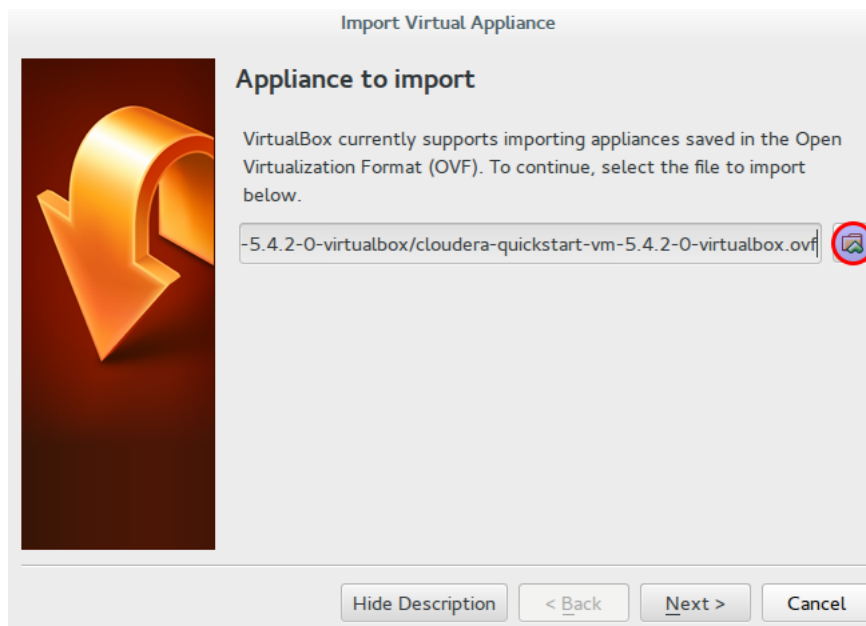 Import Virtual Appliance
Appliance to import
VirtualBox currently supports importing appliances saved in the Open
Virtualization Format (OVF). To continue, select the file to import
below.
-5.4.2-0-virtualbox/cloudera-quickstart-vm-5.4.2-0-virtualbox.ovf
Hide Description
< Back
Next >
Cancel